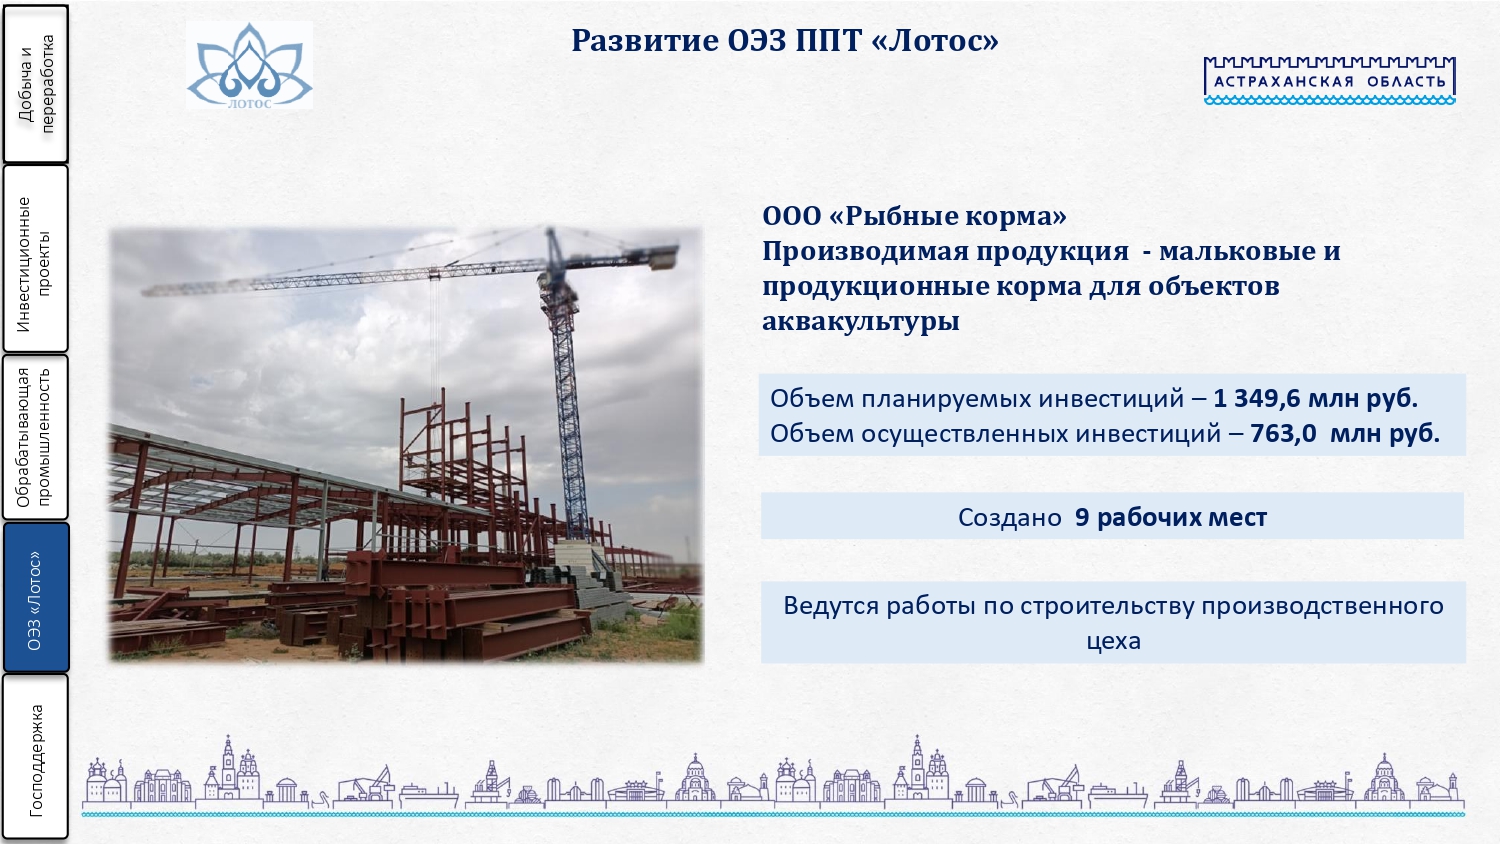 Развитие ОЭЗ ППТ «Лотос»
ЛОТОС
АСТРАХАНСКАЯ ОБЛАСТЬ
Добыча и
переработка
Инвестиционные
проекты
Обрабатывающая
промышленность
ОЭЗ «Лотос»
Господдержка
ООО «Рыбные корма»
Производимая продукция - мальковые и
продукционные корма для объектов
аквакультуры
Объем планируемых инвестиций – 1 349,6 млн руб.
Объем осуществленных инвестиций – 763,0 млн руб.
Создано 9 рабочих мест
Ведутся работы по строительству производственного
цеха